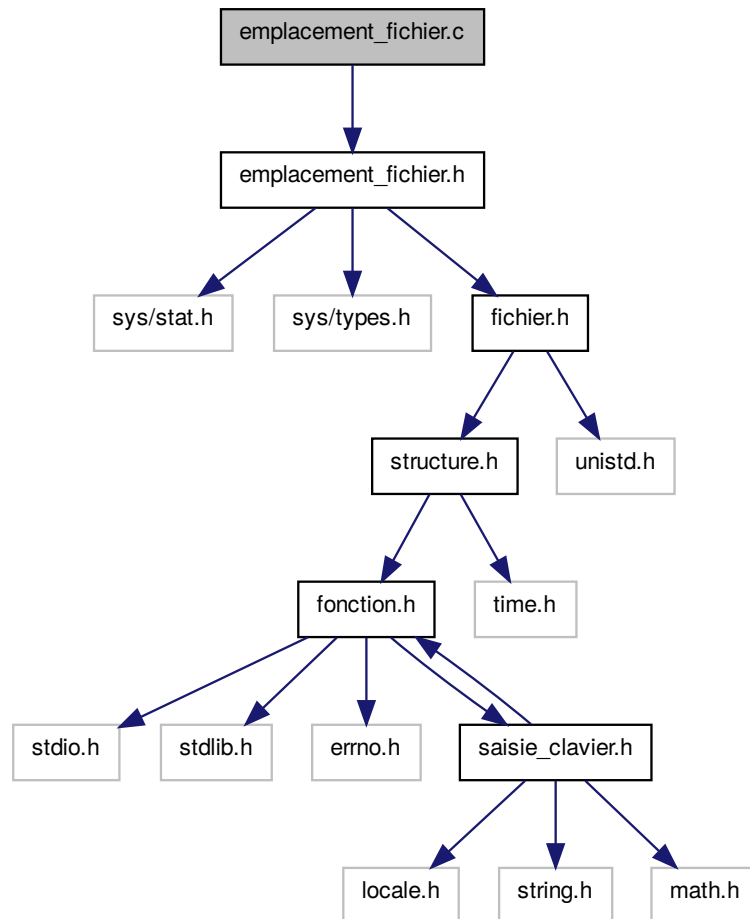 emplacement_fichier.c
emplacement_fichier.h
sys/stat.h
sys/types.h
fichier.h
structure.h
unistd.h
fonction.h
time.h
stdio.h
stdlib.h
errno.h
saisie_clavier.h
locale.h
string.h
math.h